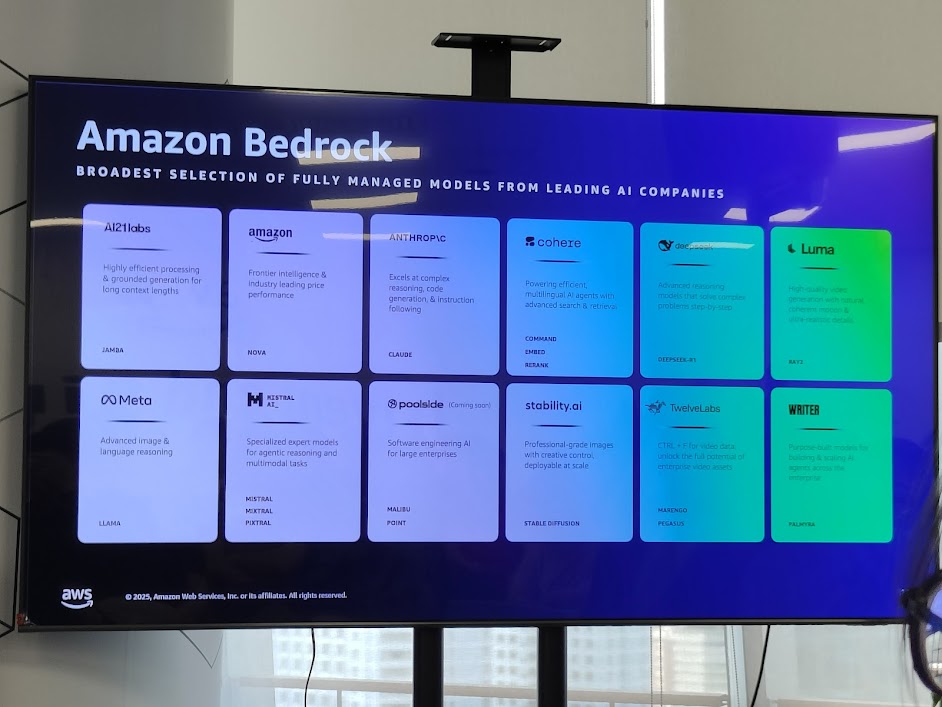 Amazon Bedrock
BROADEST SELECTION OF FULLY MANAGED MODELS FROM LEADING AI COMPANIES
AI21labs
Highly efficient processing
& grounded generation for
long context lengths
JAMBA
amazon
Frontier intelligence &
industry leading price
performance
NOVA
ANTHROP\C
Excels at complex
reasoning, code
generation, & instruction
following
CLAUDE
cohere
Powering efficient,
multilingual AI agents with
advanced search & retrieval
COMMAND
EMBED
RERANK
deepseek
Advanced reasoning
models that solve complex
problems step-by-step
DEEPSEEK-R1
Luma
High-quality video
generation with natural,
coherent motion &
ultra-realistic details
RAY2
Meta
Advanced image &
language reasoning
LLAMA
MISTRAL
AI_
Specialized expert models
for agentic reasoning and
multimodal tasks
MISTRAL
MIXTRAL
PIXTRAL
poolside (Coming soon)
Software engineering AI
for large enterprises
MALIBU
POINT
stability.ai
Professional-grade images
with creative control,
deployable at scale
STABLE DIFFUSION
TwelveLabs
CTRL + F for video data:
unlock the full potential of
enterprise video assets
MARENGO
PEGASUS
WRITER
Purpose-built models for
building & scaling AI
agents across the
enterprise
PALMYRA
aws
© 2025, Amazon Web Services, Inc. or its affiliates. All rights reserved.